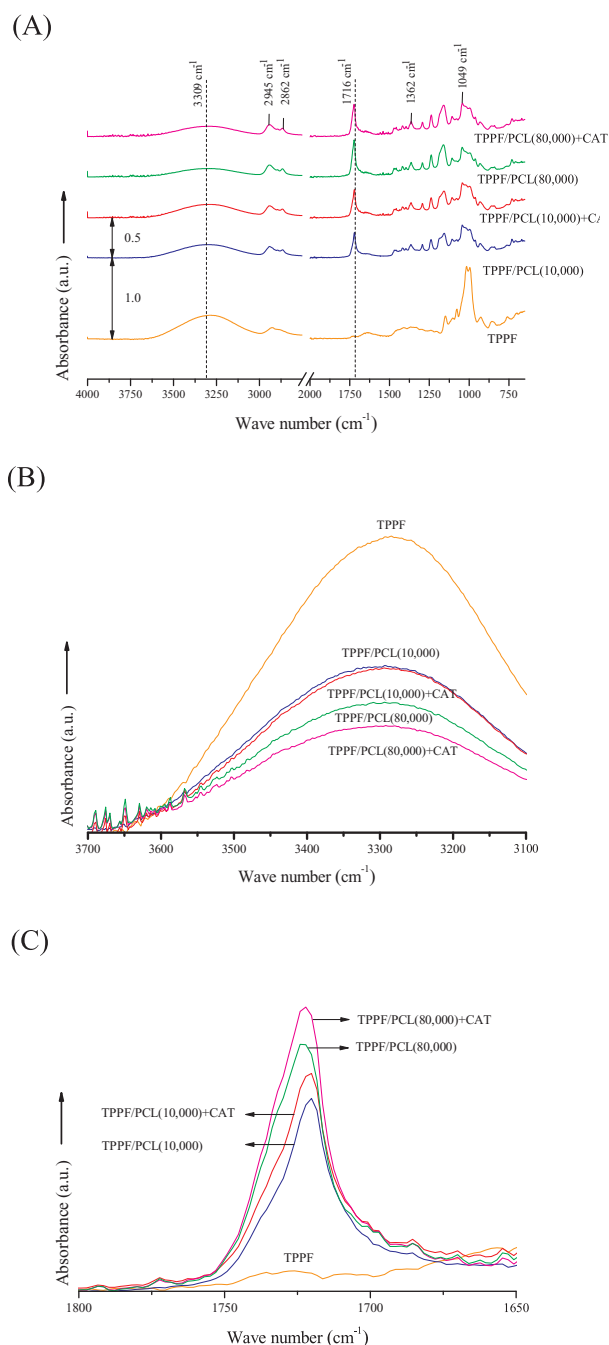 (A)
3309 cm-1
2945 cm-1
2862 cm-1
1716 cm-1
1362 cm-1
1049 cm-1
TPPF/PCL(80,000)+CAT
TPPF/PCL(80,000)
TPPF/PCL(10,000)+CA
0.5
TPPF/PCL(10,000)
1.0
TPPF
Absorbance (a.u.)
4000 3750 3500 3250 3000 2000 1750 1500 1250 1000 750
Wave number (cm-1)
(B)
TPPF
TPPF/PCL(10,000)
TPPF/PCL(10,000)+CAT
TPPF/PCL(80,000)
TPPF/PCL(80,000)+CAT
Absorbance (a.u.)
3700 3600 3500 3400 3300 3200 3100
Wave number (cm-1)
(C)
TPPF/PCL(80,000)+CAT
TPPF/PCL(80,000)
TPPF/PCL(10,000)+CAT
TPPF/PCL(10,000)
TPPF
Absorbance (a.u.)
1800 1750 1700 1650
Wave number (cm-1)